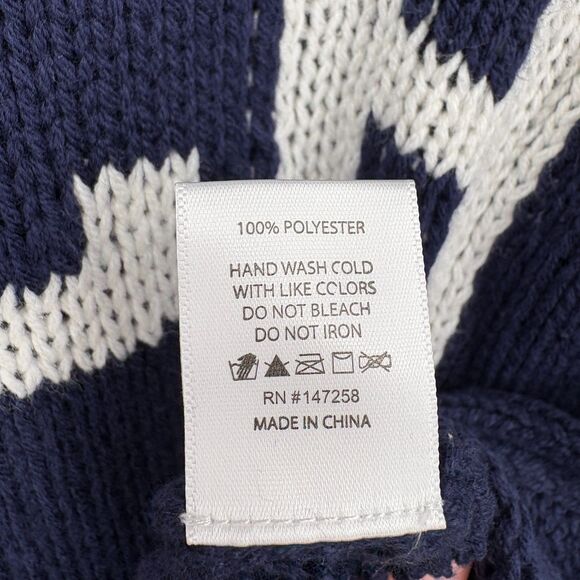 100% POLYESTER
HAND WASH COLD
WITH LIKE COLORS
DO NOT BLEACH
DO NOT IRON
RN #147258
MADE IN CHINA